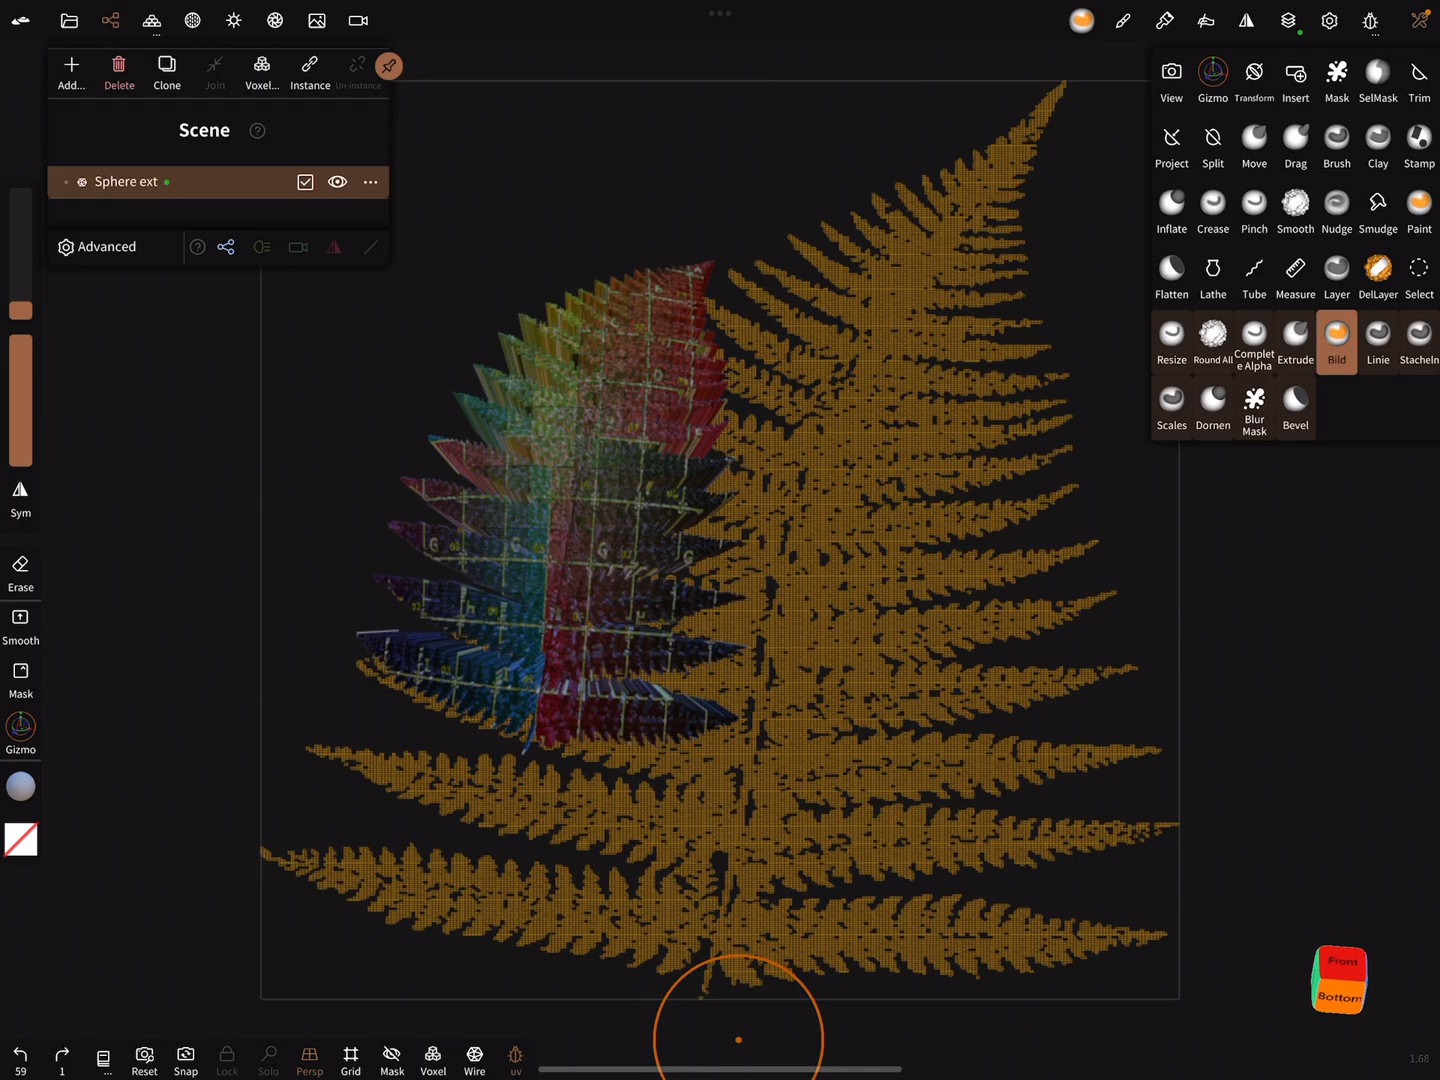 Add...
Delete
Clone
Join
Voxel...
Instance
Un-instance
Scene
?
Sphere ext
Advanced
?
View
Gizmo
Transform
Insert
Mask
SelMask
Trim
Project
Split
Move
Drag
Brush
Clay
Stamp
Inflate
Crease
Pinch
Smooth
Nudge
Smudge
Paint
Flatten
Lathe
Tube
Measure
Layer
DelLayer
Select
Resize
Round All
Complet
e Alpha
Extrude
Bild
Linie
Stacheln
Scales
Dornen
Blur
Mask
Bevel
Sym
Erase
Smooth
Mask
Gizmo
G
G
G
G
Front
Bottom
59
1
...
Reset
Snap
Lock
Solo
Persp
Grid
Mask
Voxel
Wire
uv
1.68